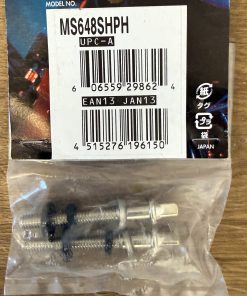 MODEL NO.
MS648SHPH
UPC-A
6 06559 29862 4
EAN13 JAN13
4 515276 196150
紙
タグ
プラ
袋
JAPAN